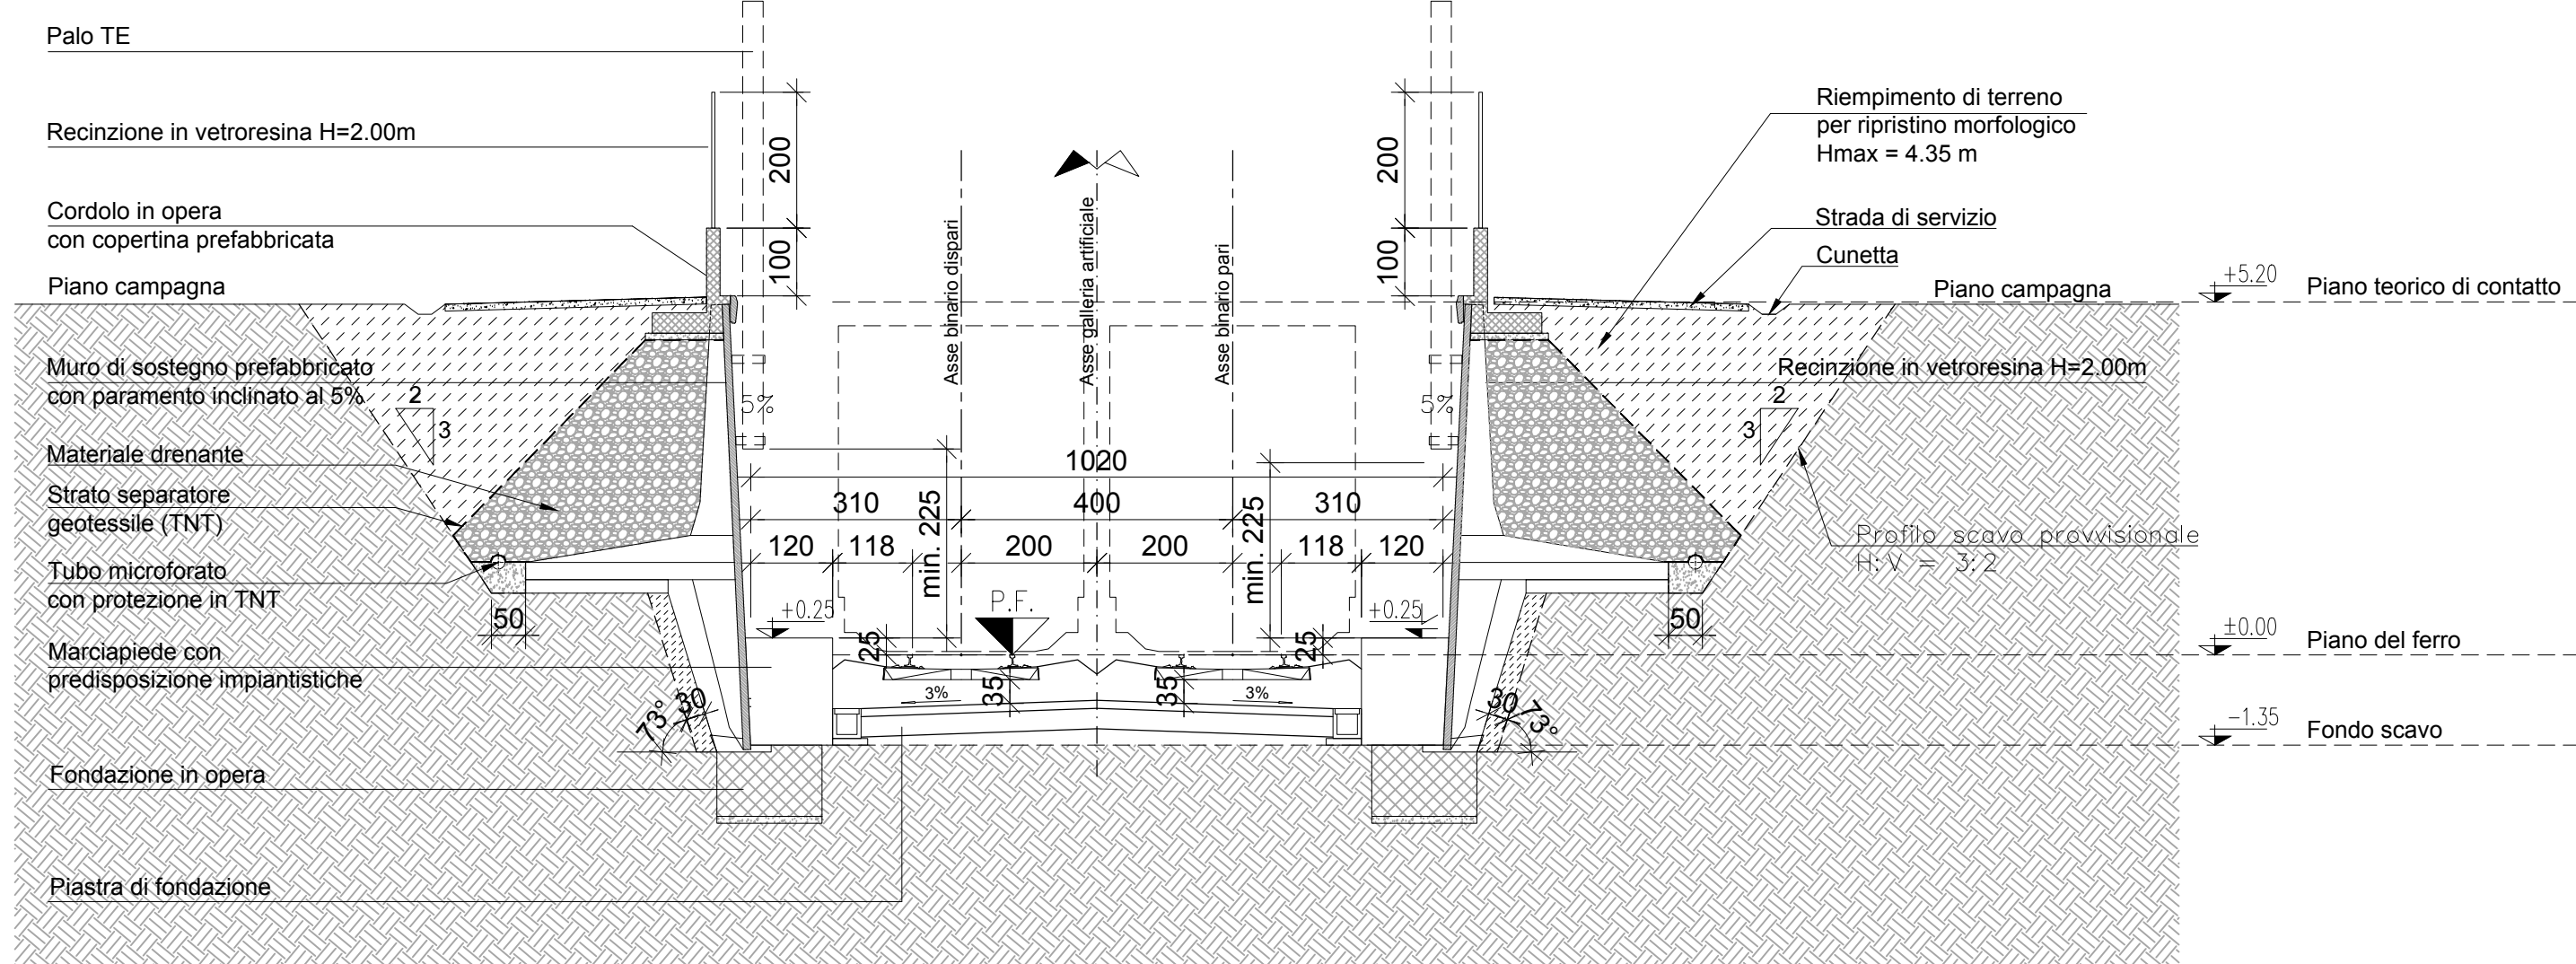 Palo TE
Recinzione in vetroresina H=2.00m
Cordolo in opera
con copertina prefabbricata
Piano campagna
Muro di sostegno prefabbricato
con paramento inclinato al 5%
2
3
Materiale drenante
Strato separatore
geotessile (TNT)
Tubo microforato
con protezione in TNT
50
Marciapiede con
predisposizione impiantistiche
73°
30
Fondazione in opera
Piastra di fondazione
200
100
5%
Asse binario dispari
Asse galleria artificiale
Asse binario pari
200
100
5%
1020
310
400
310
min. 225
min. 225
120
118
200
200
118
120
+0.25
P.F.
+0.25
25
25
35
35
3%
3%
30
73°
50
Riempimento di terreno
per ripristino morfologico
Hmax = 4.35 m
Strada di servizio
Cunetta
Piano campagna
Recinzione in vetroresina H=2.00m
2
3
Profilo scavo provvisionale
H:V = 3:2
+5.20
Piano teorico di contatto
±0.00
Piano del ferro
-1.35
Fondo scavo